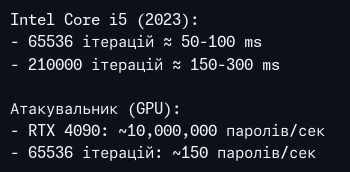 Intel Core i5 (2023):
- 65536 ітерацій ≈ 50-100 ms
- 210000 ітерацій ≈ 150-300 ms
Атакувальник (GPU):
- RTX 4090: ~10,000,000 паролів/сек
- 65536 ітерацій: ~150 паролів/сек